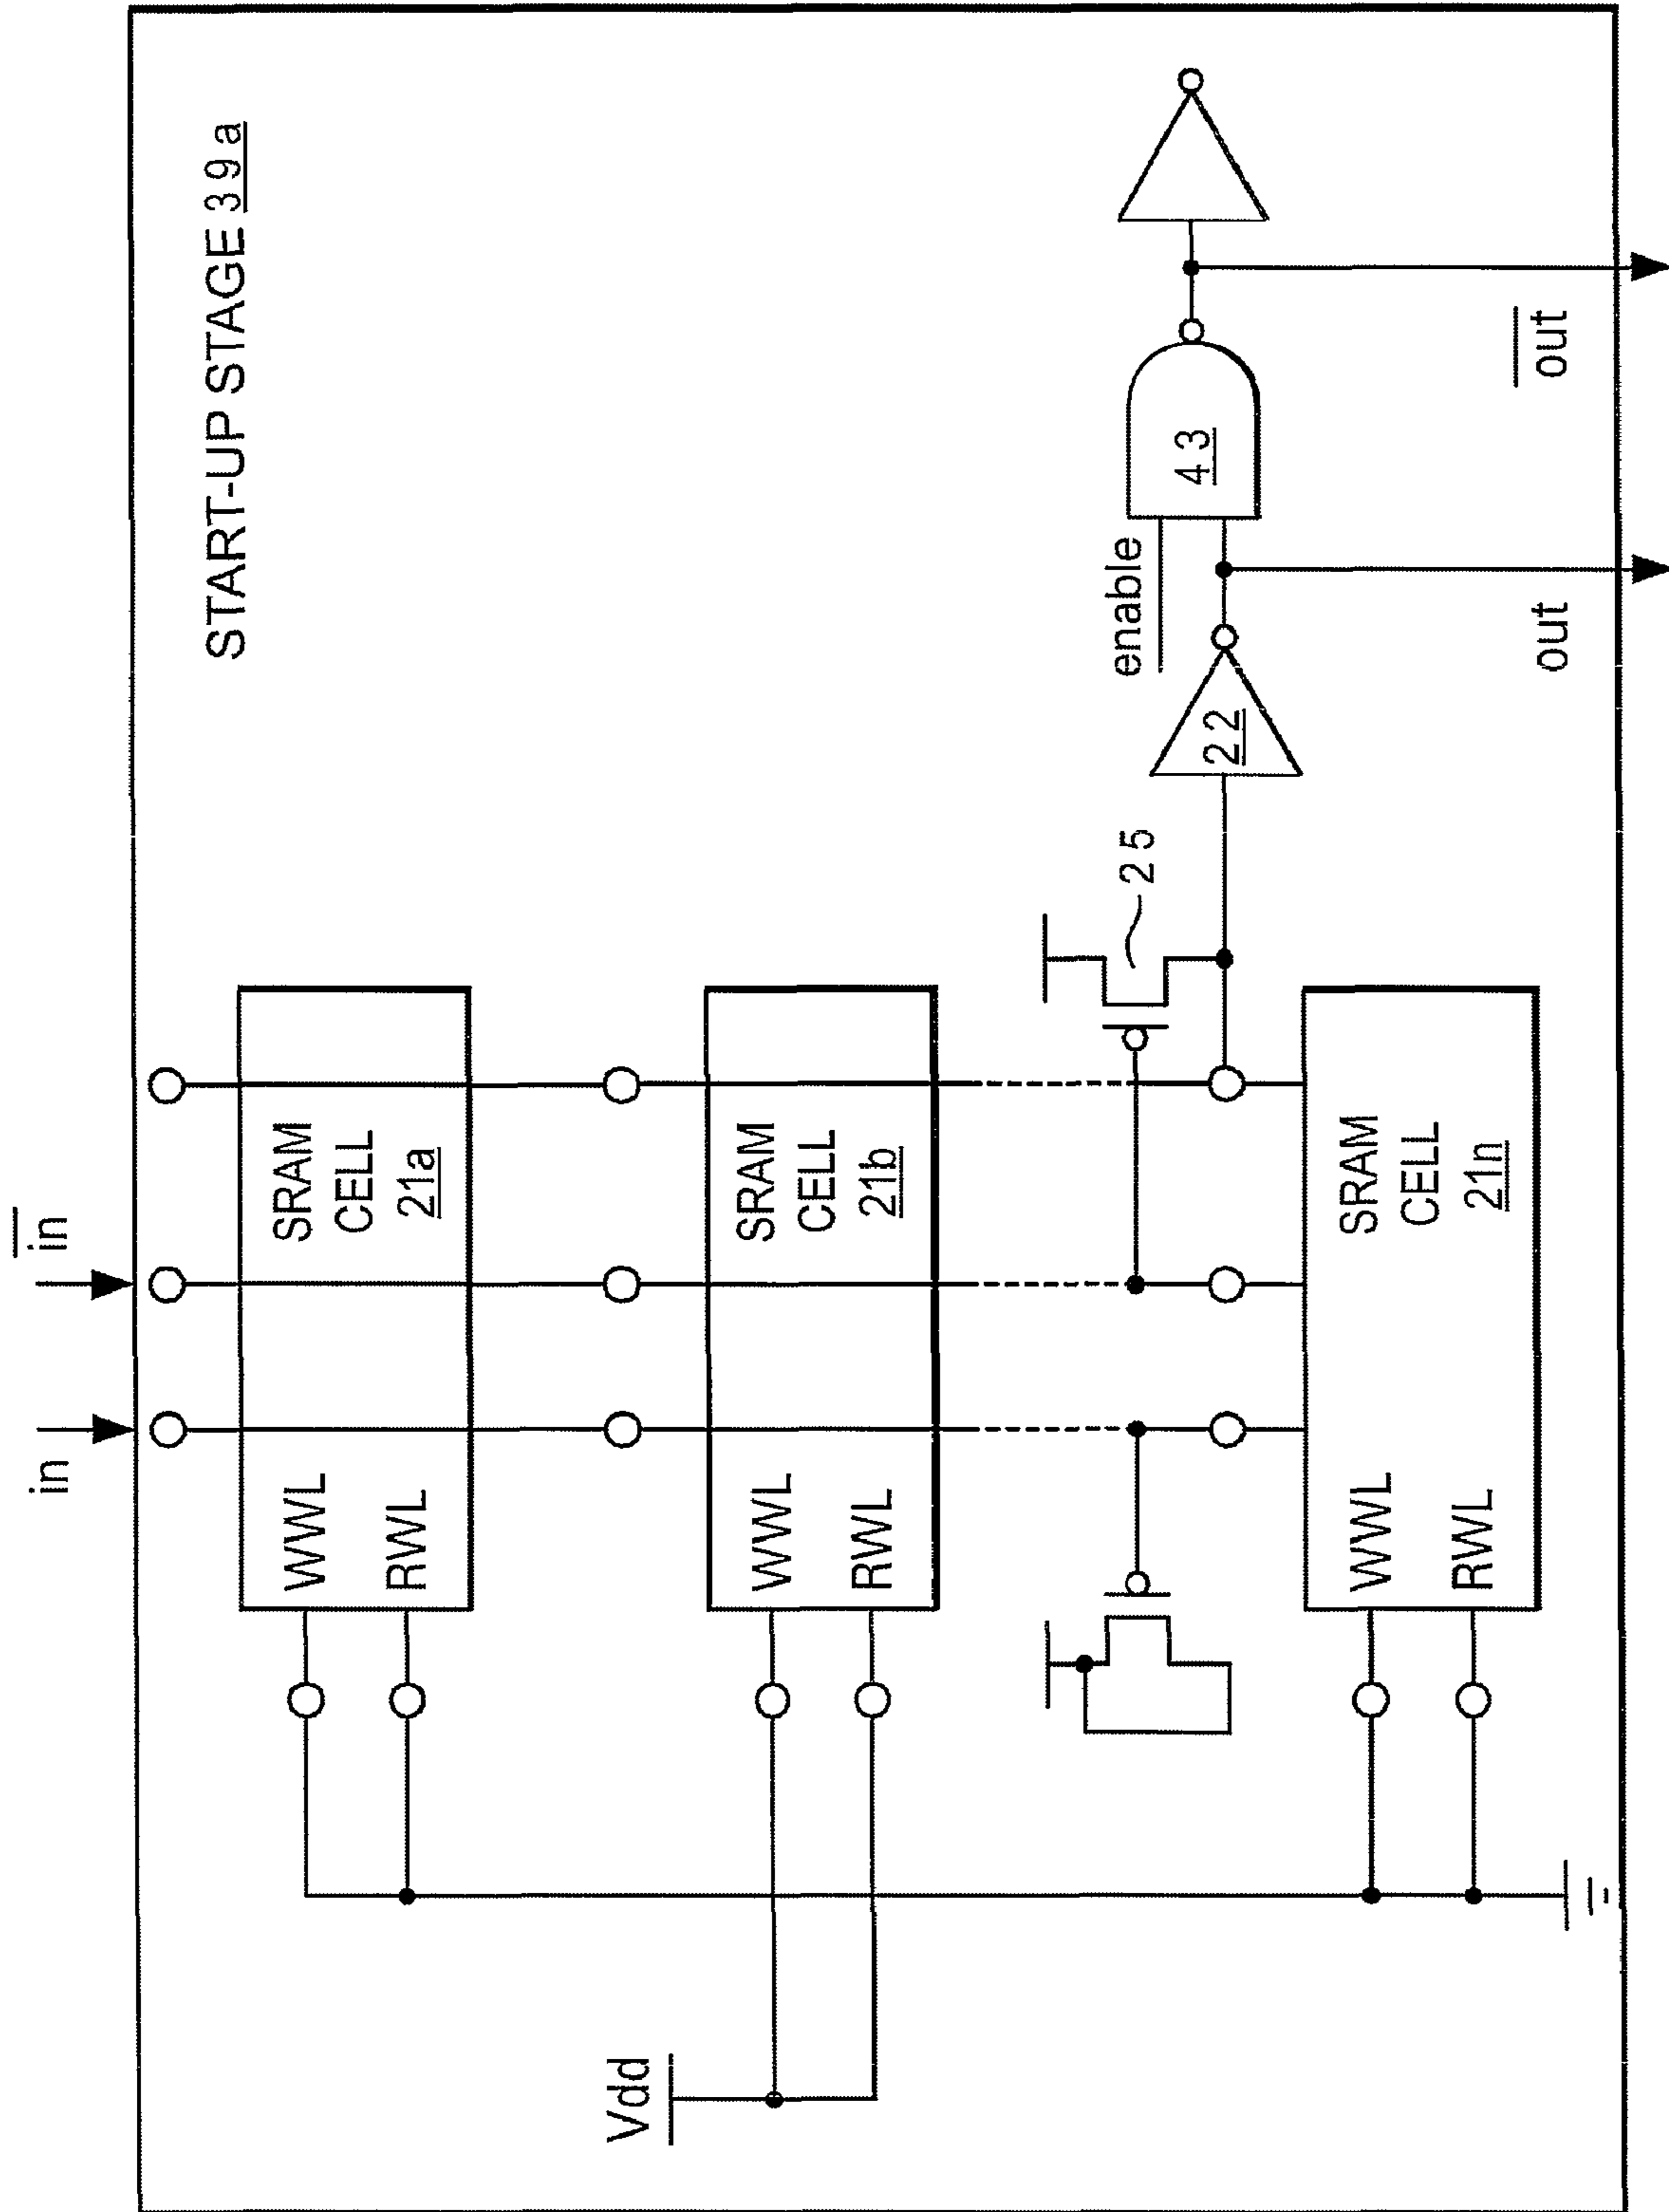 START-UP STAGE 39a
in
in
WWL
RWL
SRAM
CELL
21a
Vdd
WWL
RWL
SRAM
CELL
21b
25
22
enable
43
WWL
RWL
SRAM
CELL
21n
out
out